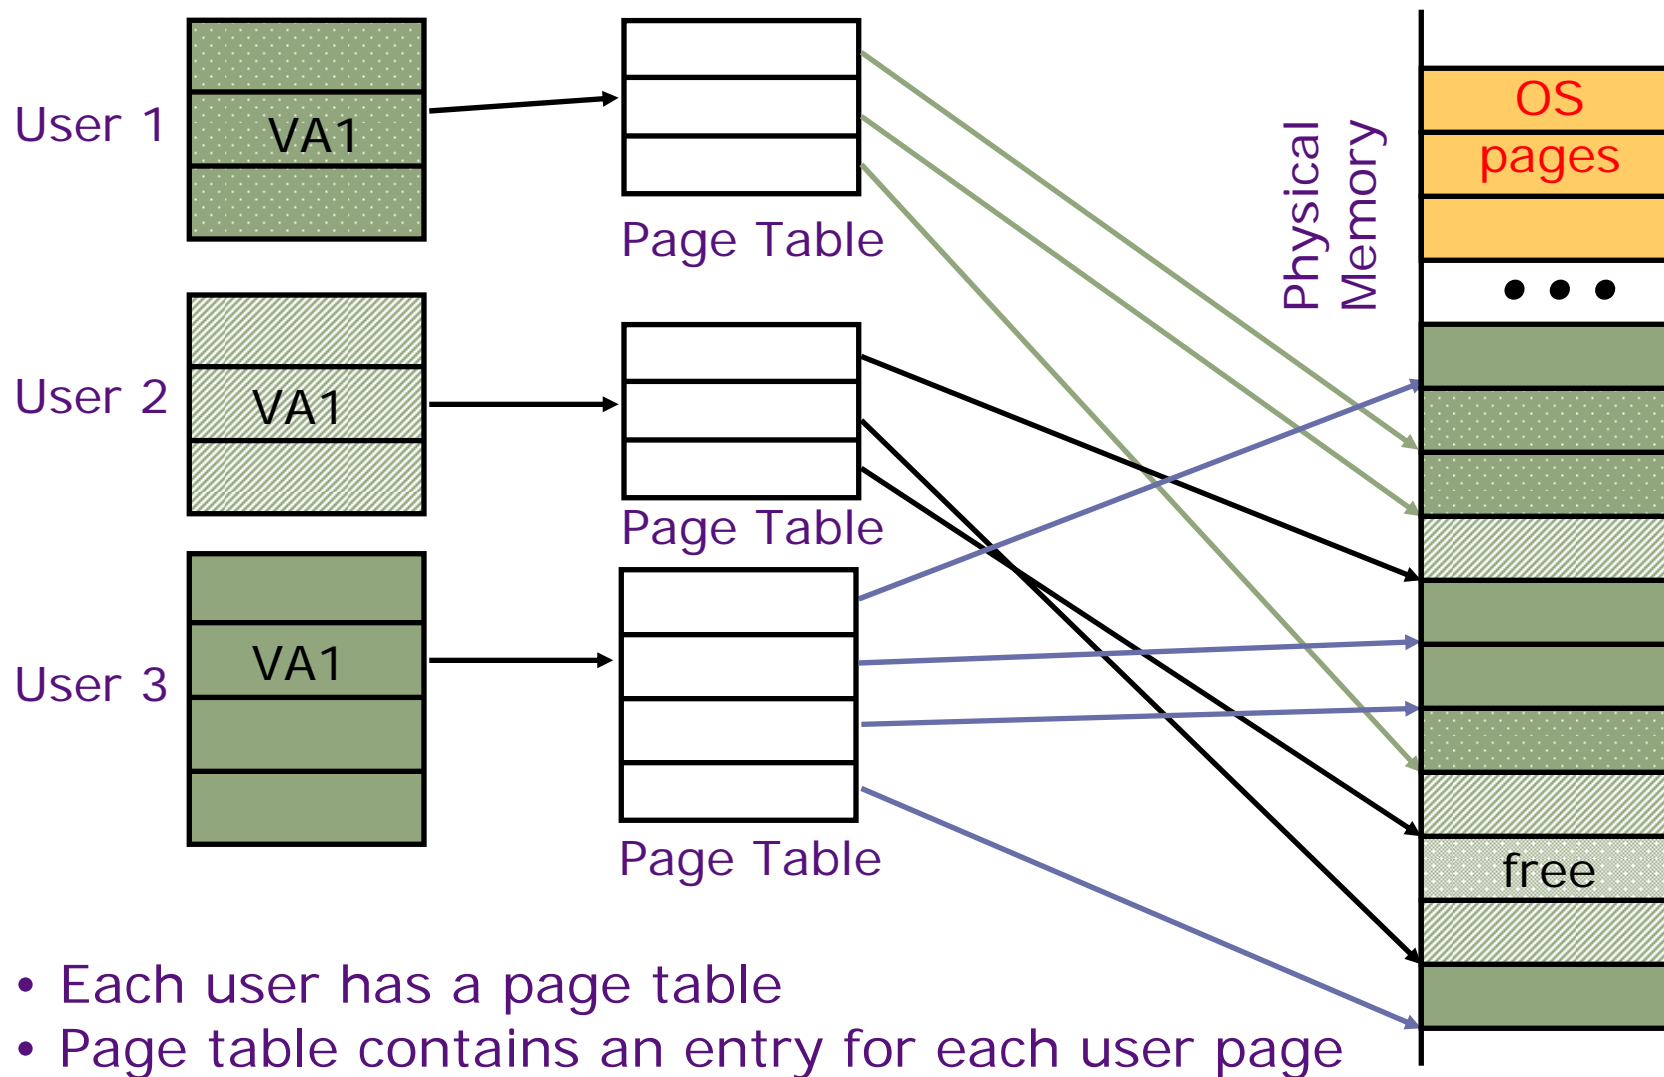 User 1
VA1
Page Table
Physical
Memory
OS
pages
• • •
User 2
VA1
Page Table
User 3
VA1
Page Table
free
• Each user has a page table
• Page table contains an entry for each user page